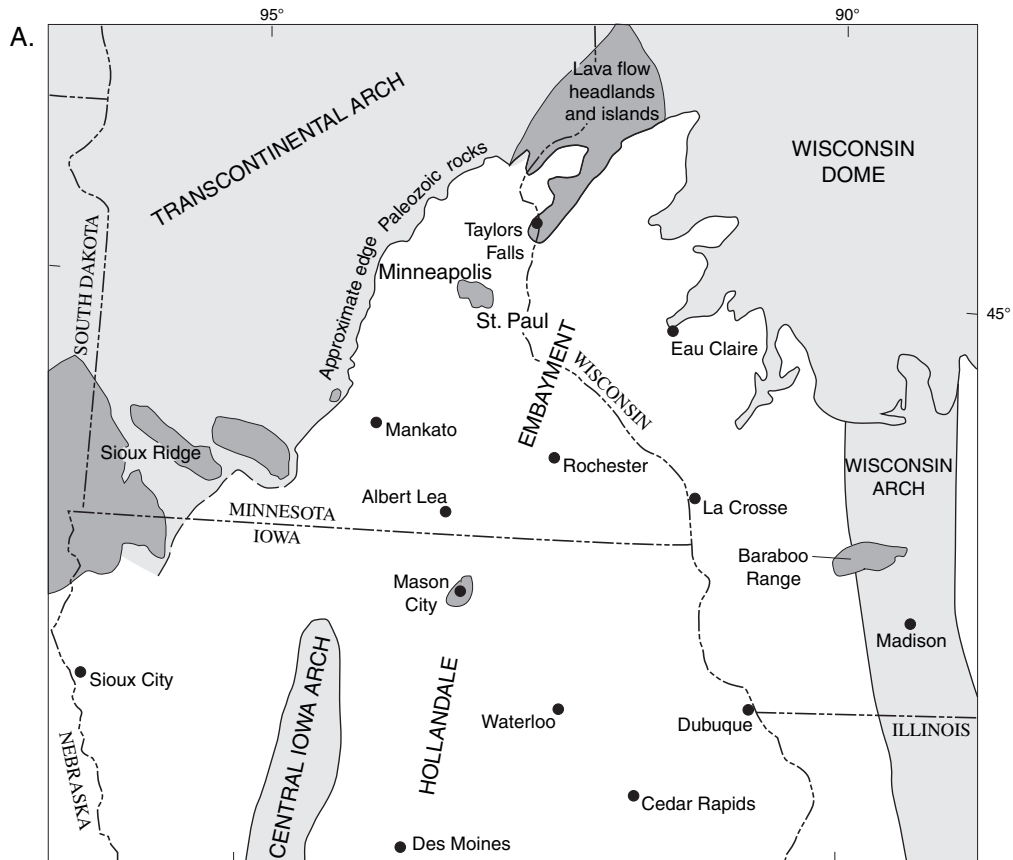 A.
95°
90°
Lava flow
headlands
and islands
TRANSCONTINENTAL ARCH
WISCONSIN
DOME
Approximate edge Paleozoic rocks
SOUTH DAKOTA
Taylors
Falls
Minneapolis
St. Paul
45°
Eau Claire
WISCONSIN
EMBAYMENT
Mankato
Sioux Ridge
Rochester
WISCONSIN
ARCH
Albert Lea
La Crosse
MINNESOTA
IOWA
Baraboo
Range
Mason
City
Madison
Sioux City
CENTRAL IOWA ARCH
HOLLANDALE
Waterloo
Dubuque
ILLINOIS
NEBRASKA
Cedar Rapids
Des Moines